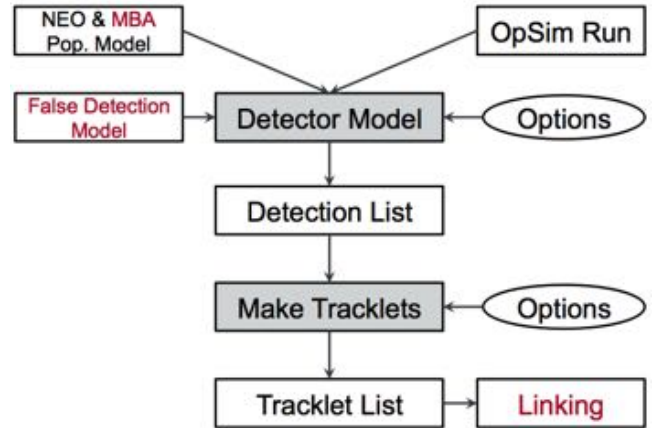 NEO & MBA
Pop. Model
OpSim Run
False Detection
Model
Detector Model
Options
Detection List
Make Tracklets
Options
Tracklet List
Linking